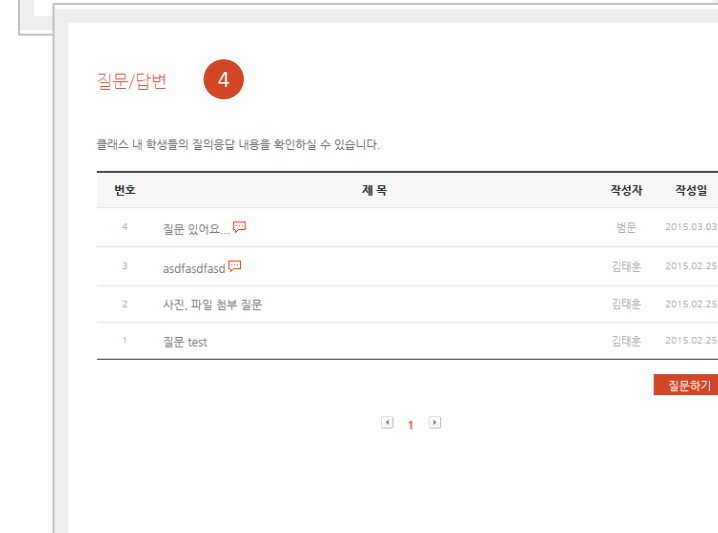 질문/답변 4
클래스 내 학생들의 질의응답 내용을 확인하실 수 있습니다.
번호 제 목 작성자 작성일
4 질문 있어요... 범문 2015.03.03
3 asdfasdfasd 김태훈 2015.02.25
2 사진, 파일 첨부 질문 김태훈 2015.02.25
1 질문 test 김태훈 2015.02.25
질문하기
1